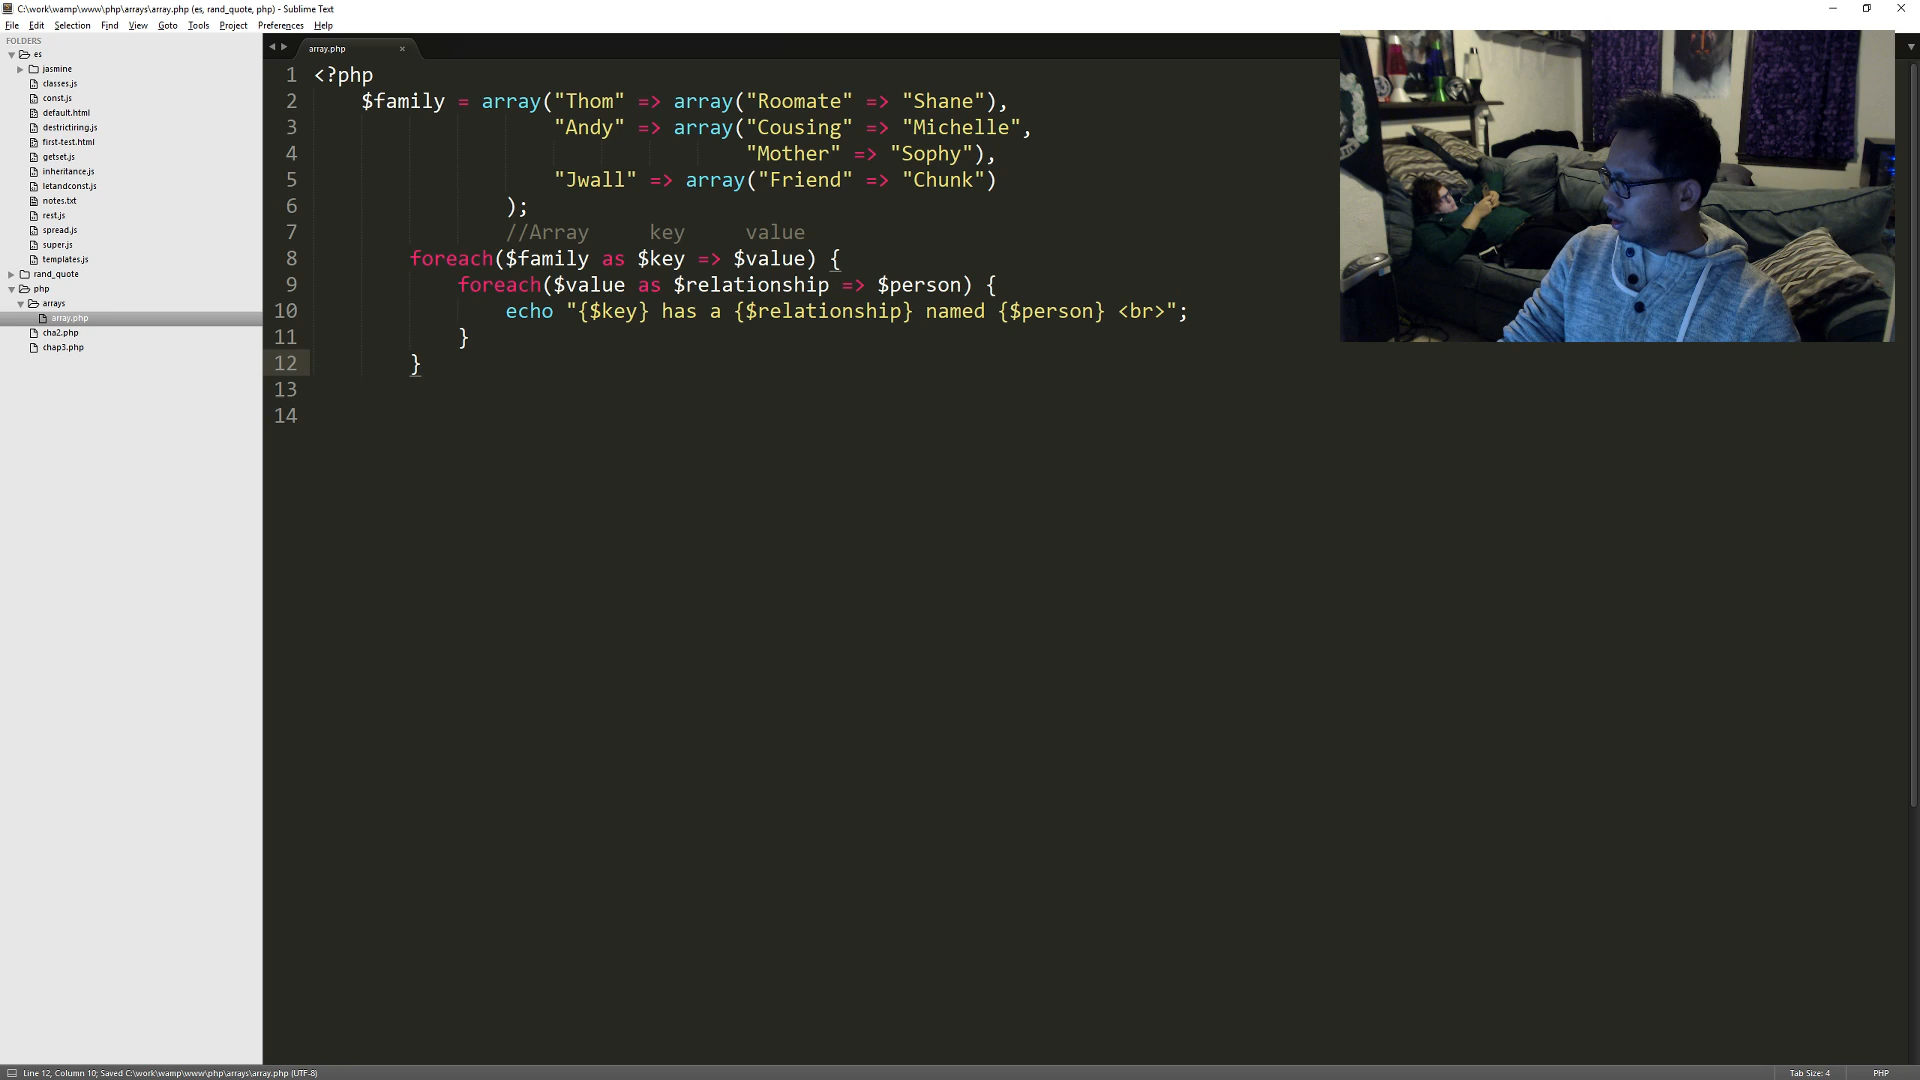 C:\work\wamp\www\php\arrays\array.php (es, rand_quote, php) - Sublime Text
File Edit Selection Find View Goto Tools Project Preferences Help
FOLDERS
es
jasmine
classes.js
const.js
default.html
destrictiring.js
first-test.html
getset.js
inheritance.js
letandconst.js
notes.txt
rest.js
spread.js
super.js
templates.js
rand_quote
php
arrays
array.php
cha2.php
chap3.php
array.php
1 <?php
2 $family = array("Thom" => array("Roomate" => "Shane"),
3 "Andy" => array("Cousing" => "Michelle",
4 "Mother" => "Sophy"),
5 "Jwall" => array("Friend" => "Chunk")
6 );
7 //Array key value
8 foreach($family as $key => $value) {
9 foreach($value as $relationship => $person) {
10 echo "{$key} has a {$relationship} named {$person} <br>";
11 }
12 }
13
14
Line 12, Column 10; Saved C:\work\wamp\www\php\arrays\array.php (UTF-8) Tab Size: 4 PHP